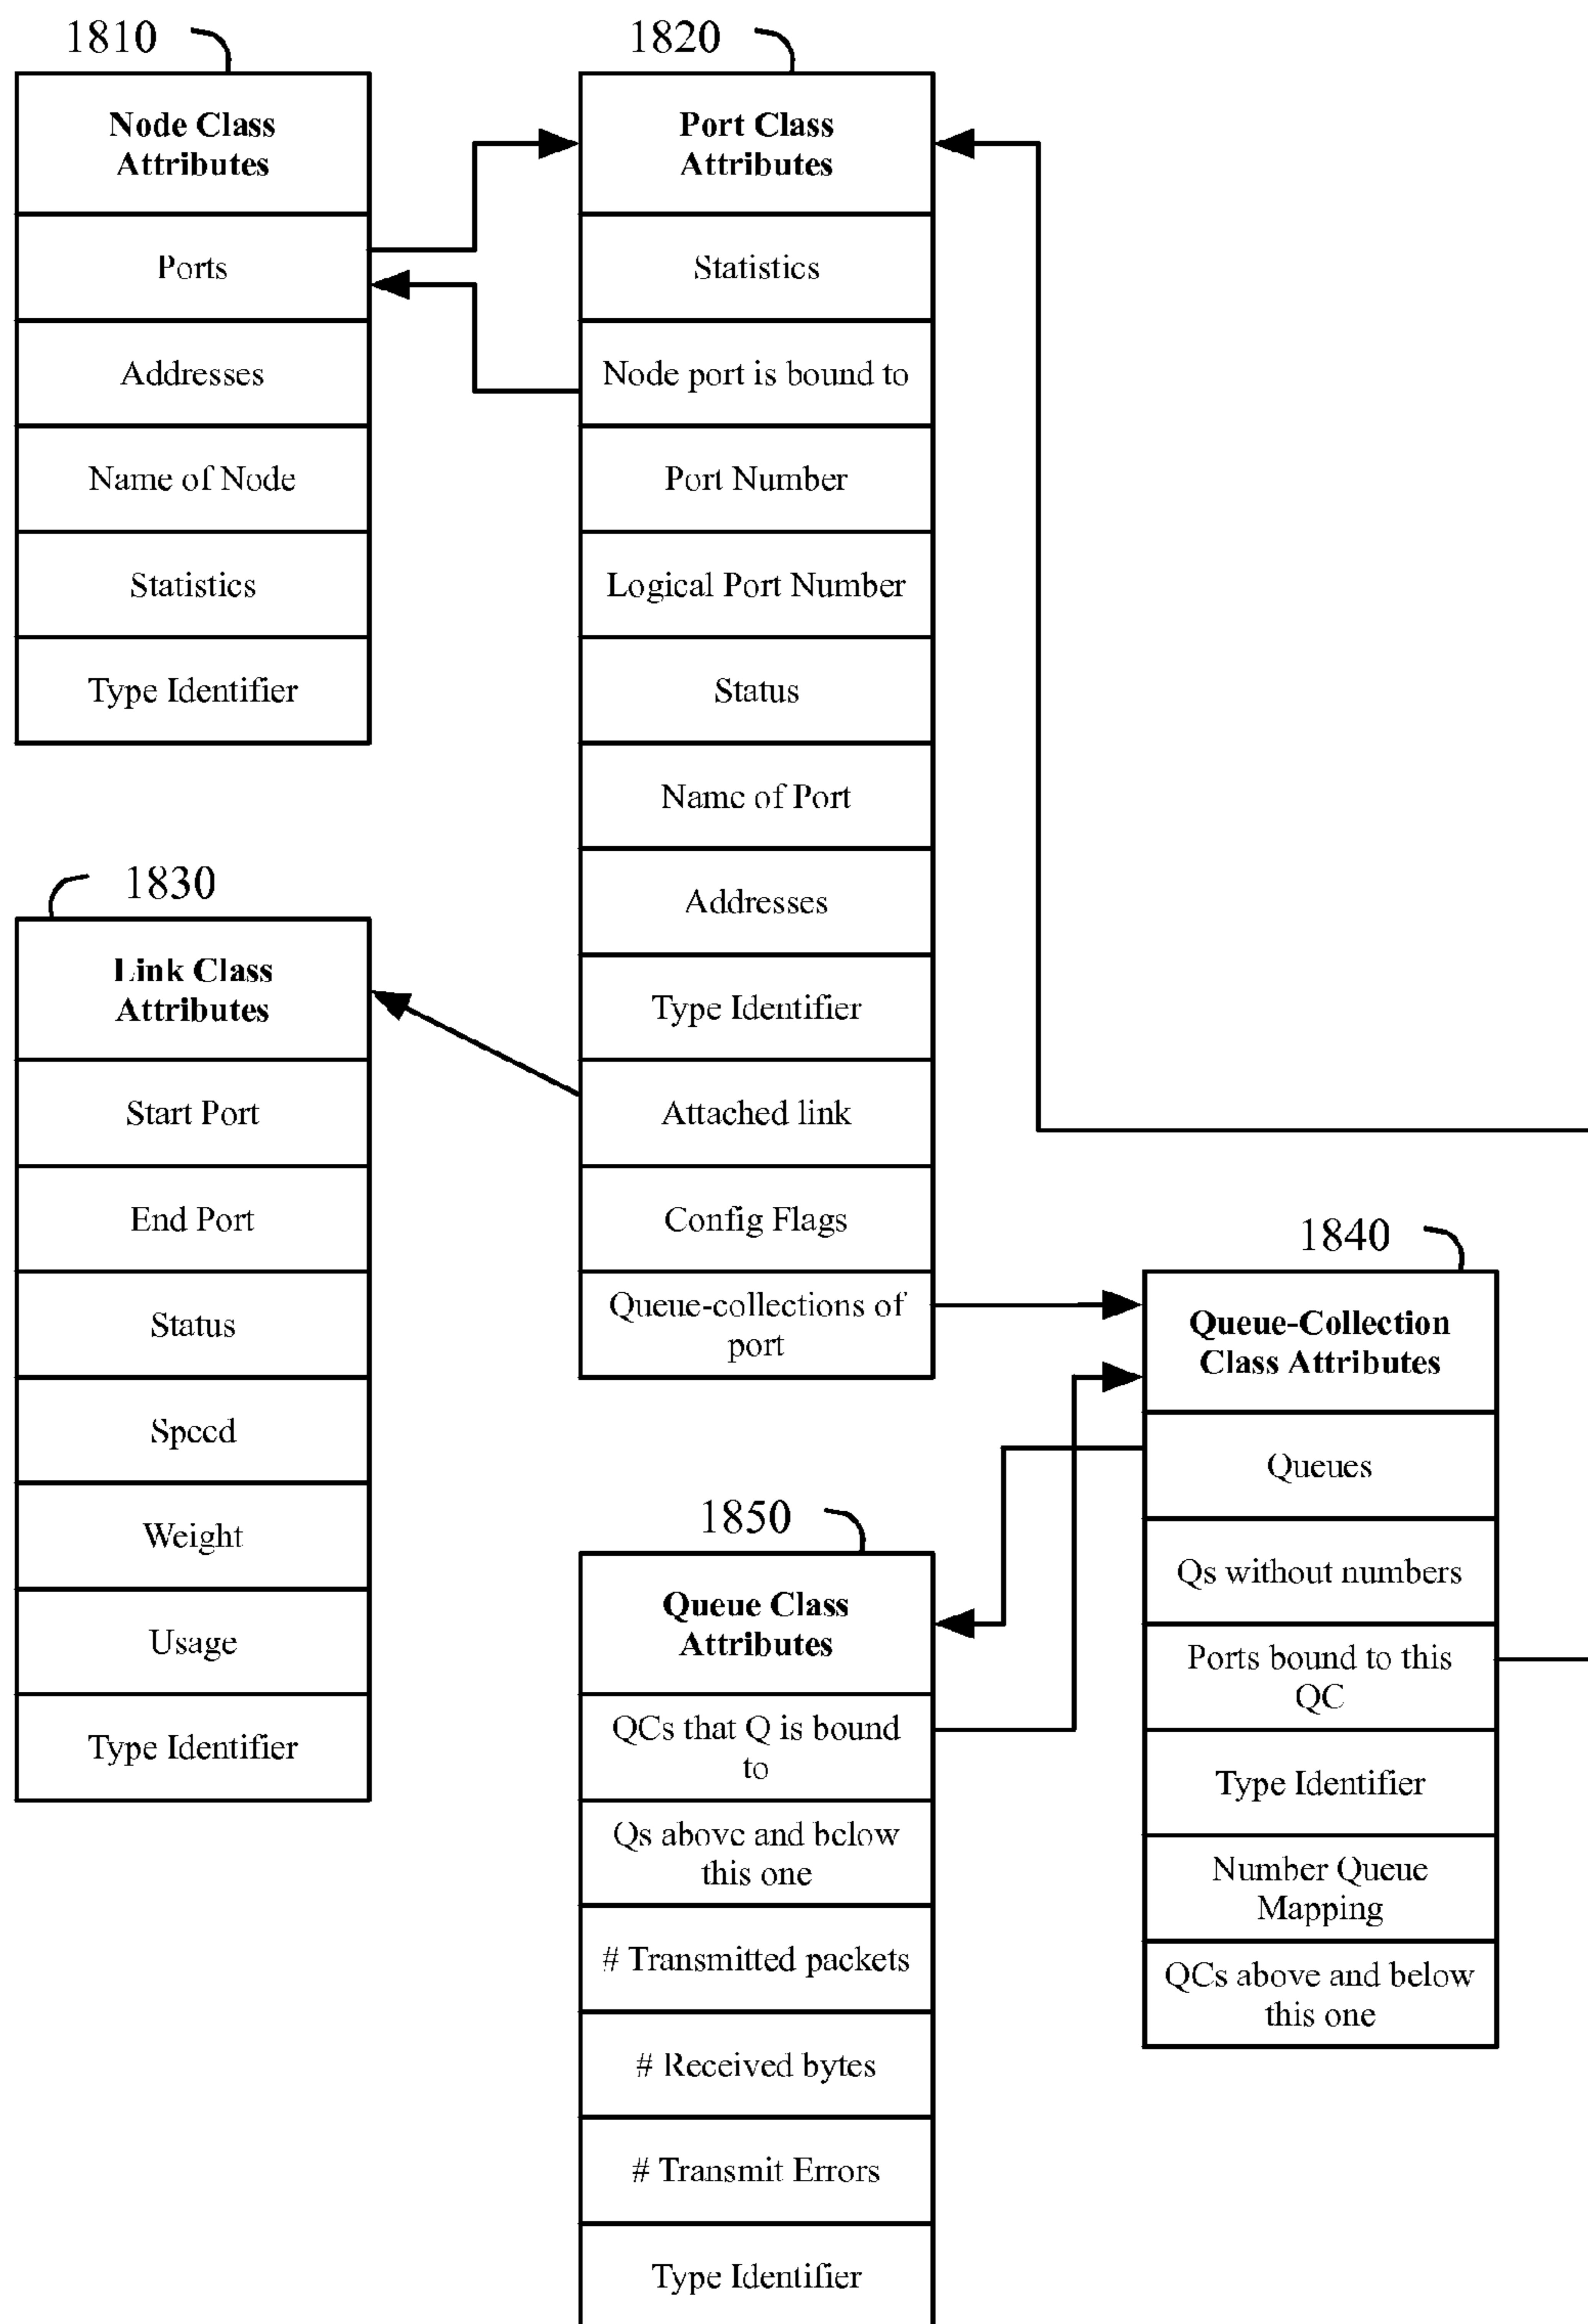 1810
Node Class
Attributes
Ports
Addresses
Name of Node
Statistics
Type Identifier
1820
Port Class
Attributes
Statistics
Node port is bound to
Port Number
Logical Port Number
Status
Name of Port
Addresses
Type Identifier
Attached link
Config Flags
Queue-collections of
port
1830
Link Class
Attributes
Start Port
End Port
Status
Speed
Weight
Usage
Type Identifier
1840
Queue-Collection
Class Attributes
Queues
Qs without numbers
Ports bound to this
QC
Type Identifier
Number Queue
Mapping
QCs above and below
this one
1850
Queue Class
Attributes
QCs that Q is bound
to
Qs above and below
this one
# Transmitted packets
# Received bytes
# Transmit Errors
Type Identifier